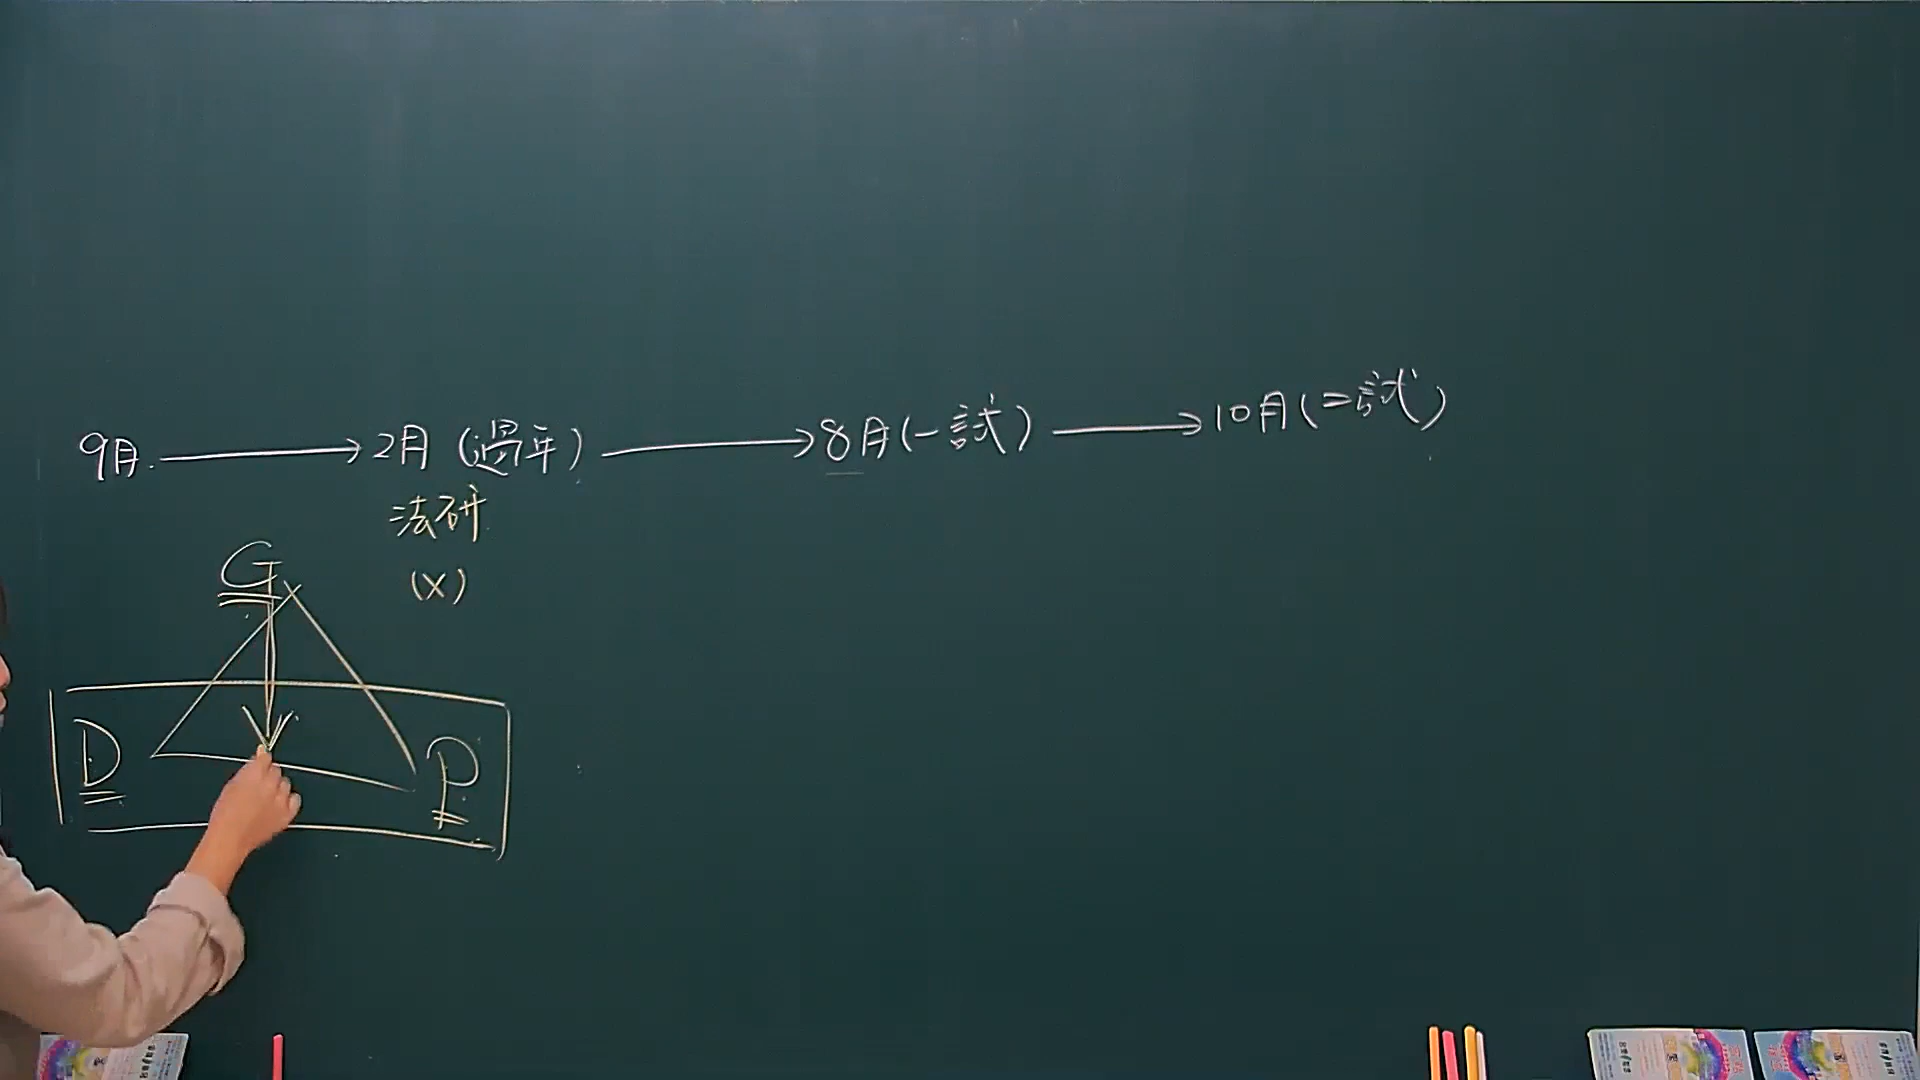 9月. → 2月(過年) → 8月(一試) → 10月(二試)
法研
(X)
G
D P